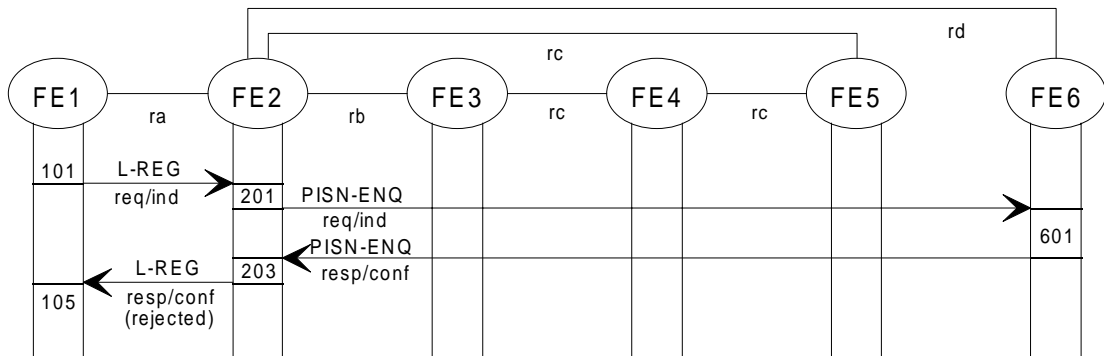 rd
rc
FE1
FE2
FE3
FE4
FE5
FE6
ra
rb
rc
rc
101
L-REG
req/ind
201
PISN-ENQ
req/ind
601
PISN-ENQ
resp/conf
203
L-REG
resp/conf
(rejected)
105